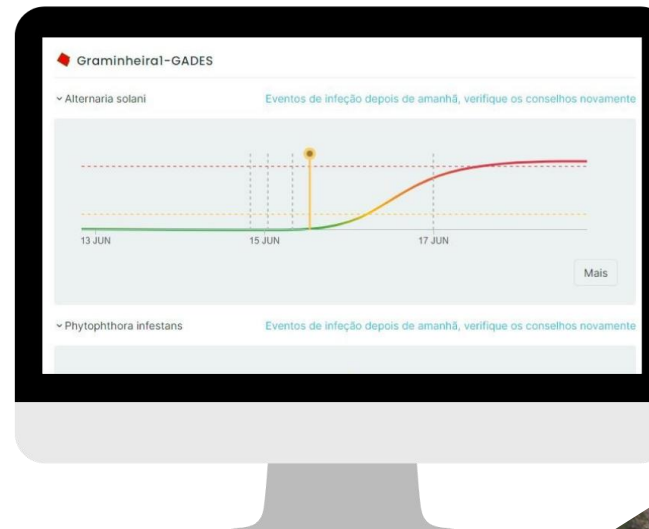 Graminheira1-GADES
Alternaria solani
Eventos de infeção depois de amanhã, verifique os conselhos novamente
13 JUN
15 JUN
17 JUN
Mais
Phytophthora infestans
Eventos de infeção depois de amanhã, verifique os conselhos novamente